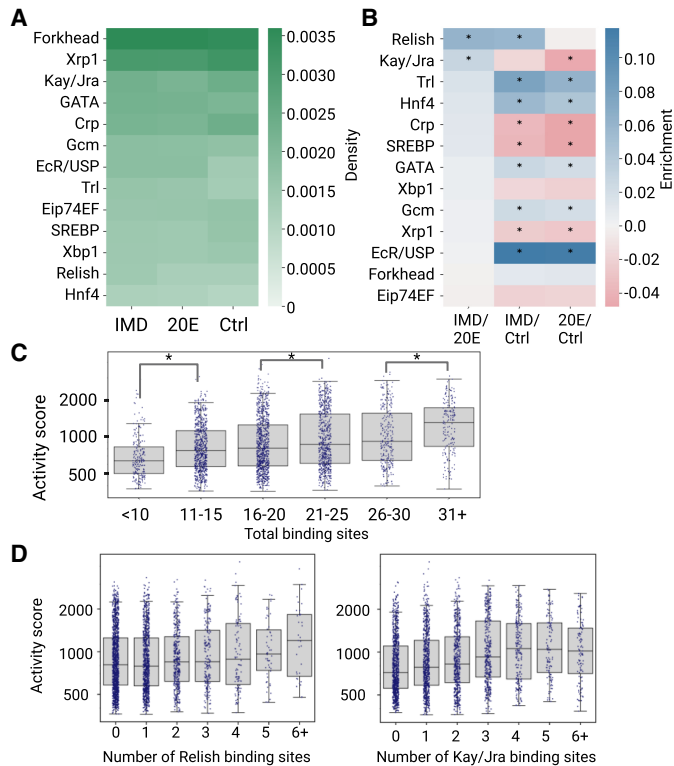 A
Forkhead
Xrp1
Kay/Jra
GATA
Crp
Gcm
EcR/USP
Trl
Eip74EF
SREBP
Xbp1
Relish
Hnf4
IMD 20E Ctrl
0.0035
0.0030
0.0025
0.0020
0.0015
0.0010
0.0005
0
Density
B
Relish * *
Kay/Jra * *
Trl * *
Hnf4 * *
Crp * *
SREBP * *
GATA * *
Xbp1
Gcm * *
Xrp1 * *
EcR/USP * *
Forkhead
Eip74EF
IMD/ IMD/ 20E/
20E Ctrl Ctrl
0.10
0.08
0.06
0.04
0.02
0.0
-0.02
-0.04
Enrichment
C
* * *
Activity score
2000
1000
500
<10 11-15 16-20 21-25 26-30 31+
Total binding sites
D
Activity score
2000
1000
500
0 1 2 3 4 5 6+
Number of Relish binding sites
2000
1000
500
0 1 2 3 4 5 6+
Number of Kay/Jra binding sites